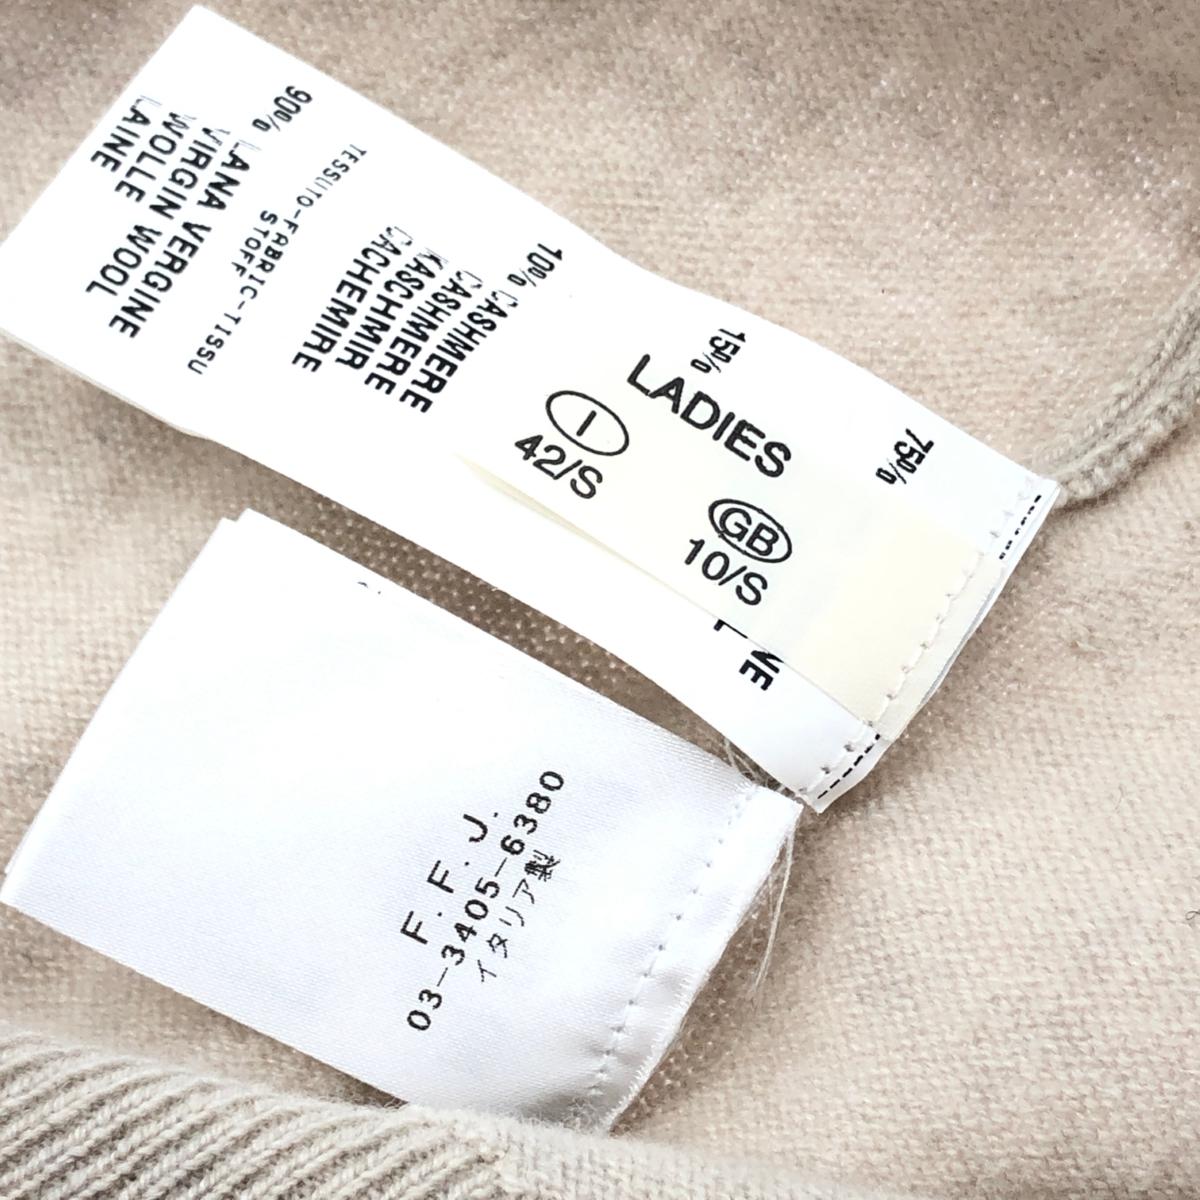 75%
15%
LADIES
I
42/S
GB
10/S
10% CASHMERE
CASHMERE
KASCHMIR
CACHEMIRE
TESSUTO-FABRIC-TISSU
STOFF
90% LANA VERGINE
VIRGIN WOOL
WOLLE
LAINE
F.F.J.
03-3405-6380
イタリア製